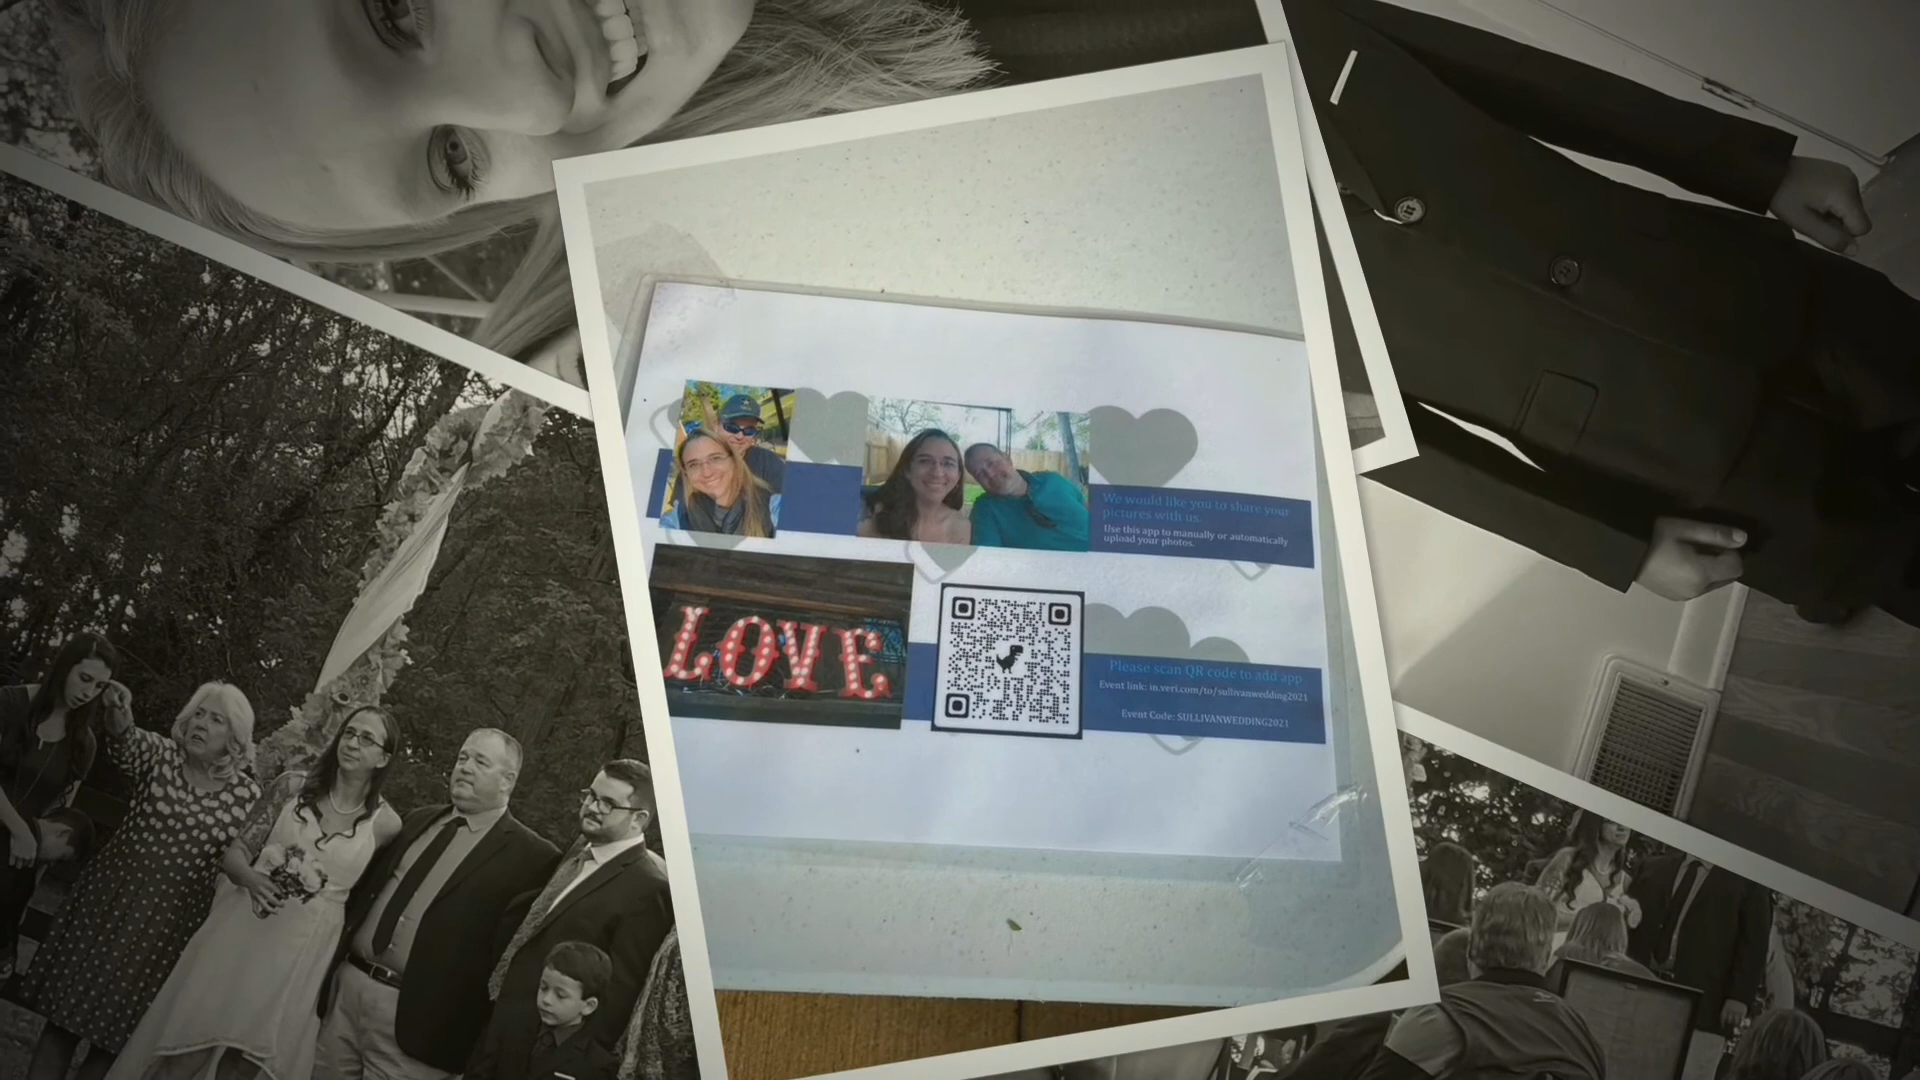 We would like you to share your
pictures with us.
Use this app to manually or automatically
upload your photos.
LOVE
Please scan QR code to add app
Event link: in.veri.com/to/sullivanwedding2021
Event Code: SULLIVANWEDDING2021